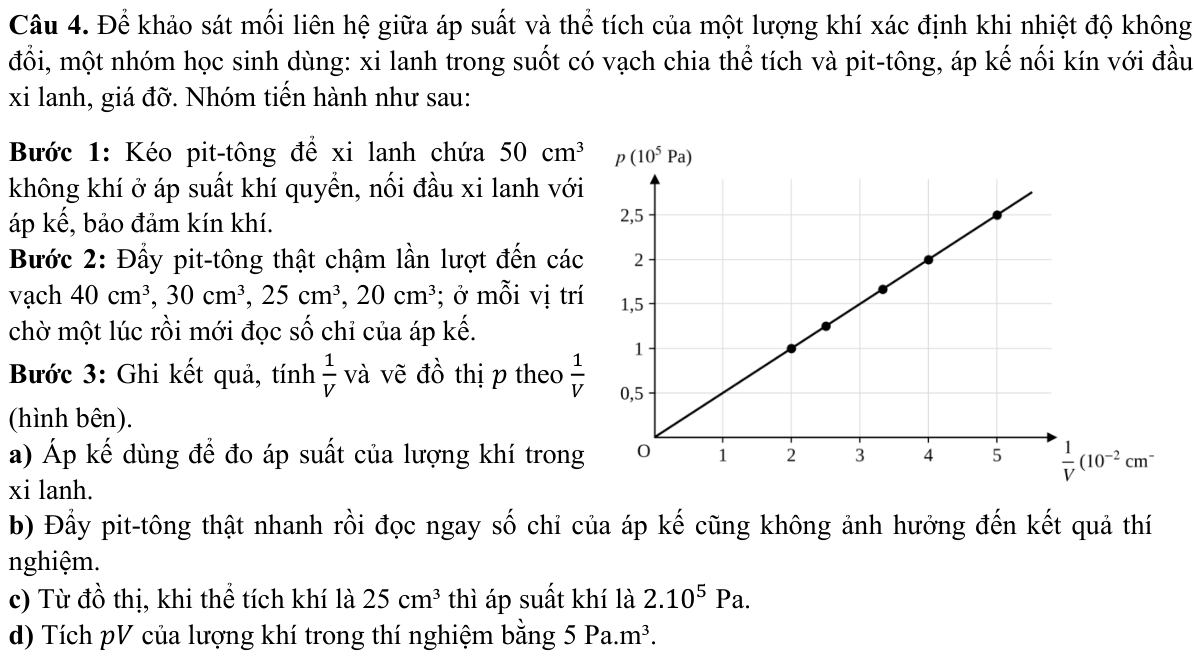 Câu 4. Để khảo sát mối liên hệ giữa áp suất và thể tích của một lượng khí xác định khi nhiệt độ không
đổi, một nhóm học sinh dùng: xi lanh trong suốt có vạch chia thể tích và pit-tông, áp kế nối kín với đầu
xi lanh, giá đỡ. Nhóm tiến hành như sau:
Bước 1: Kéo pit-tông để xi lanh chứa 50 cm³
không khí ở áp suất khí quyển, nối đầu xi lanh với
áp kế, bảo đảm kín khí.
Bước 2: Đẩy pit-tông thật chậm lần lượt đến các
vạch 40 cm³, 30 cm³, 25 cm³, 20 cm³; ở mỗi vị trí
chờ một lúc rồi mới đọc số chỉ của áp kế.
Bước 3: Ghi kết quả, tính 1/V và vẽ đồ thị p theo 1/V
(hình bên).
a) Áp kế dùng để đo áp suất của lượng khí trong
xi lanh.
p (10⁵ Pa)
2,5
2
1,5
1
0,5
O
1 2 3 4 5
1/V (10⁻² cm⁻
b) Đẩy pit-tông thật nhanh rồi đọc ngay số chỉ của áp kế cũng không ảnh hưởng đến kết quả thí
nghiệm.
c) Từ đồ thị, khi thể tích khí là 25 cm³ thì áp suất khí là 2.10⁵ Pa.
d) Tích pV của lượng khí trong thí nghiệm bằng 5 Pa.m³.